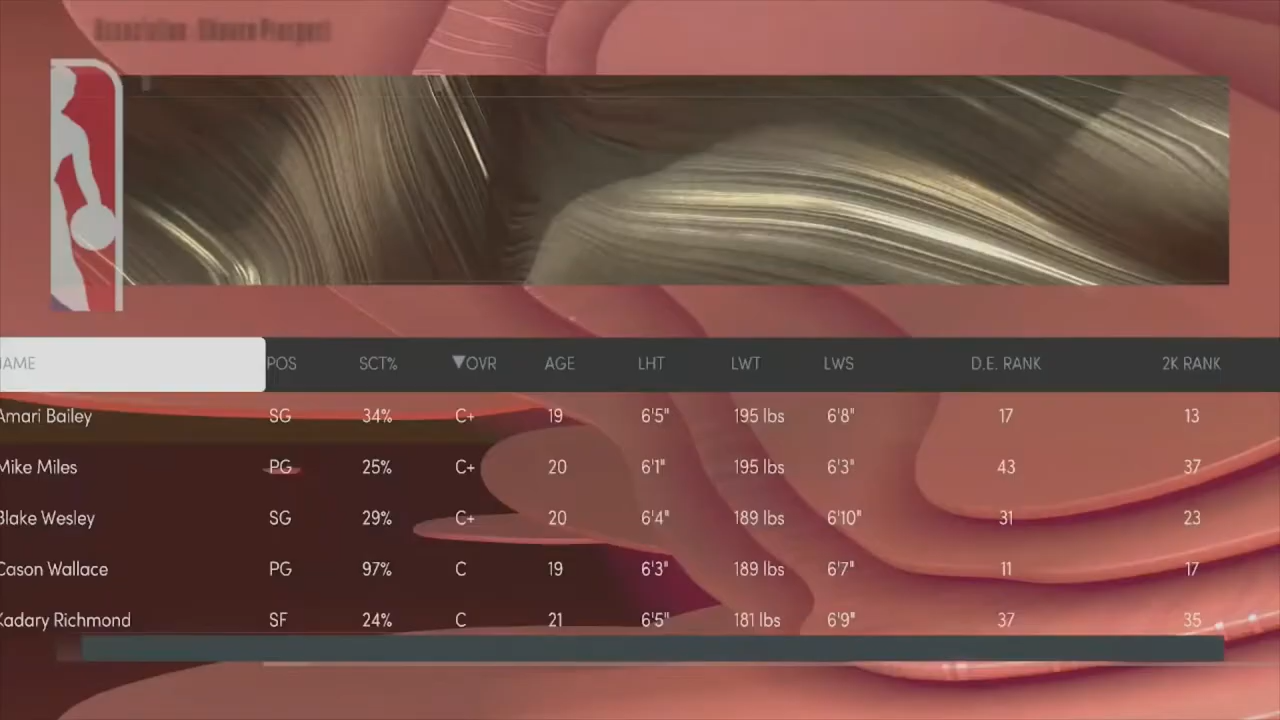 AME POS SCT% ▼OVR AGE LHT LWT LWS D.E. RANK 2K RANK
Amari Bailey SG 34% C+ 19 6'5" 195 lbs 6'8" 17 13
Mike Miles PG 25% C+ 20 6'1" 195 lbs 6'3" 43 37
Blake Wesley SG 29% C+ 20 6'4" 189 lbs 6'10" 31 23
Cason Wallace PG 97% C 19 6'3" 189 lbs 6'7" 11 17
Kadary Richmond SF 24% C 21 6'5" 181 lbs 6'9" 37 35